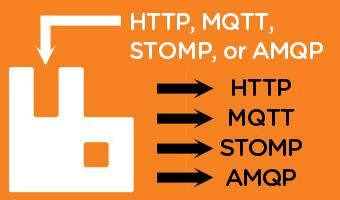 HTTP, MQTT,
STOMP, or AMQP
HTTP
MQTT
STOMP
AMQP